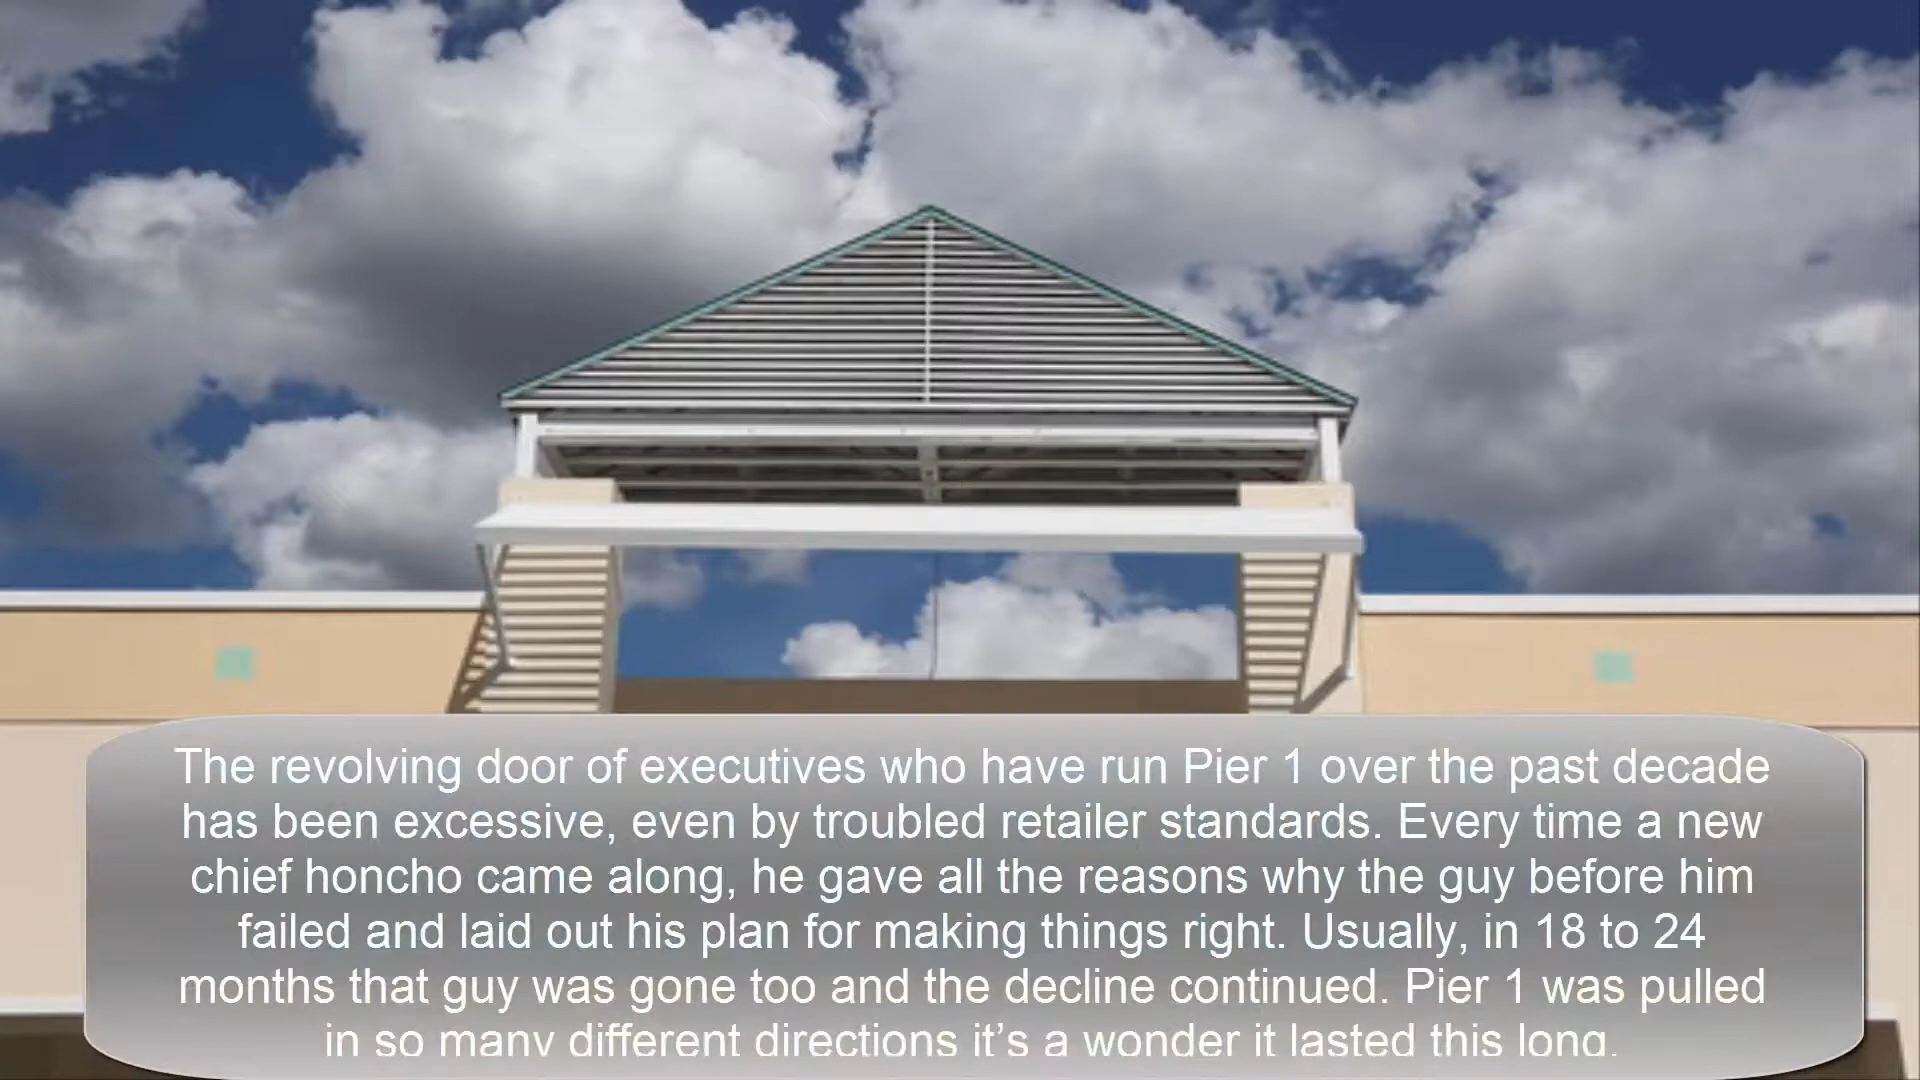 The revolving door of executives who have run Pier 1 over the past decade
has been excessive, even by troubled retailer standards. Every time a new
chief honcho came along, he gave all the reasons why the guy before him
failed and laid out his plan for making things right. Usually, in 18 to 24
months that guy was gone too and the decline continued. Pier 1 was pulled
in so many different directions it’s a wonder it lasted this long.